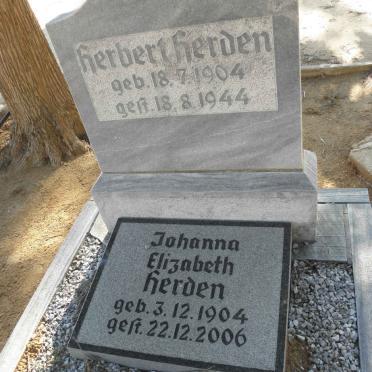 Herbert Herden
geb. 18.7.1904
gest. 18.8.1944
Johanna
Elizabeth
Herden
geb. 3.12.1904
gest. 22.12.2006